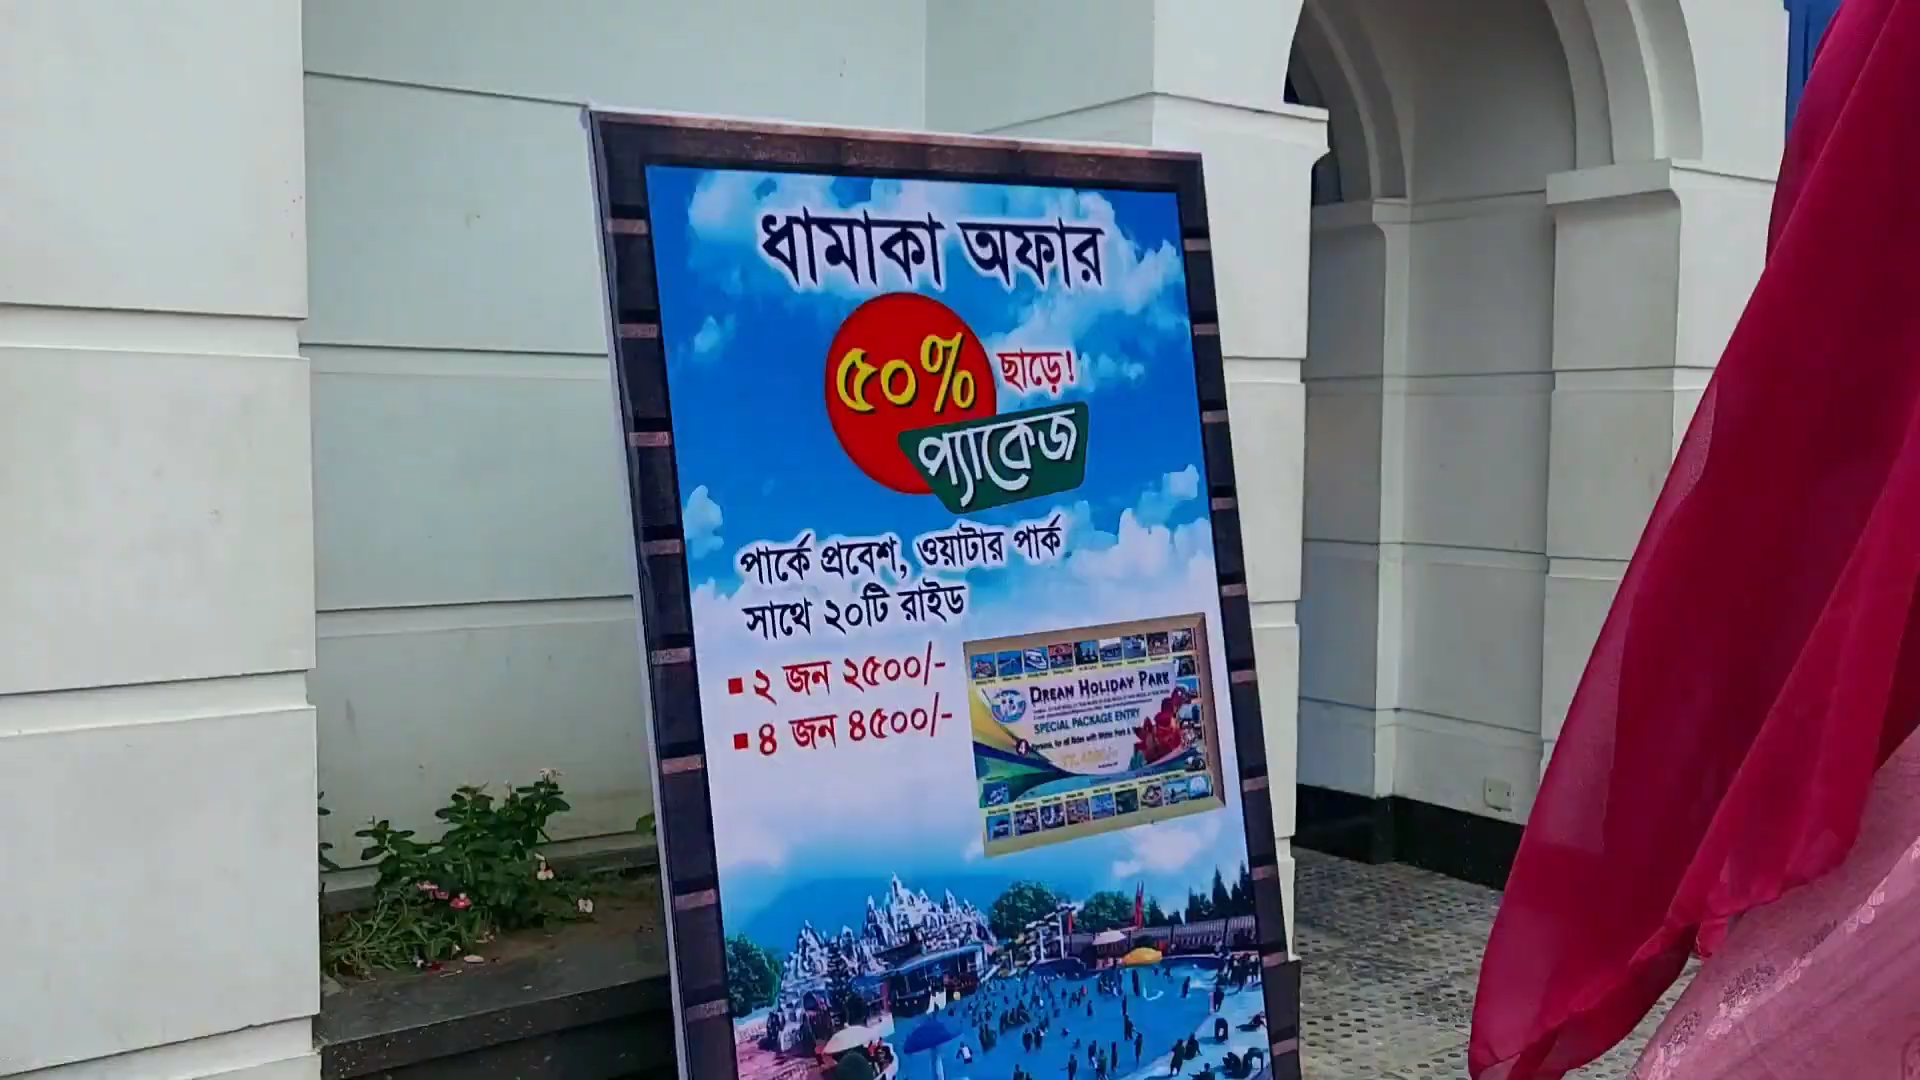 ধামাকা অফার
৫০% ছাড়ে!
প্যাকেজ
পার্কে প্রবেশ, ওয়াটার পার্ক
সাথে ২০টি রাইড
▪ ২ জন ২৫০০/-
▪ ৪ জন ৪৫০০/-
DREAM HOLIDAY PARK
SPECIAL PACKAGE ENTRY